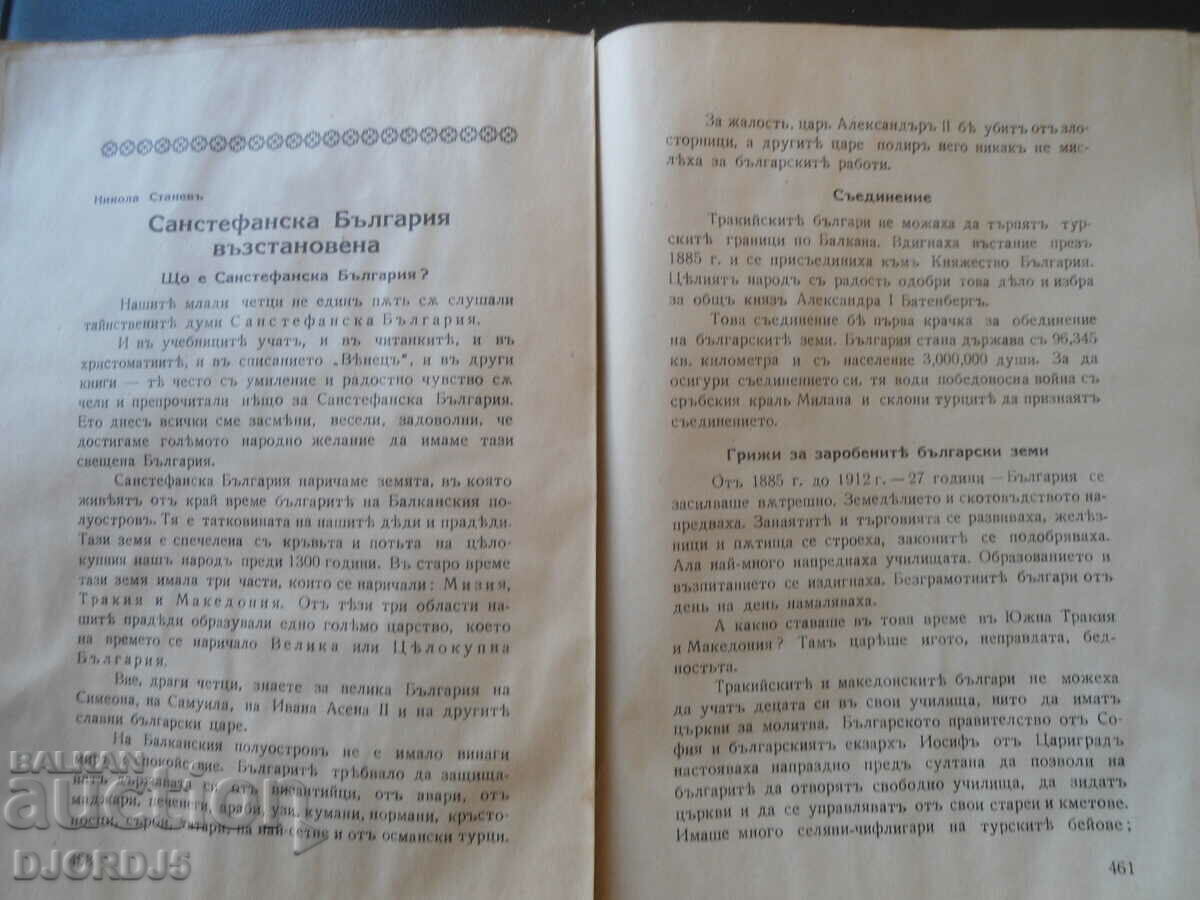 Никола Станевъ
Санстефанска България
възстановена
Що е Санстефанска България?
Нашитѣ млади четци не единъ пѫть сѫ слушали
тайнственитѣ думи Санстефанска България.
И въ учебницитѣ учатъ, и въ читанкитѣ, и въ
христоматиитѣ, и въ списанието „Вѣнецъ“, и въ други
книги — тѣ често съ умиление и радостно чувство сѫ
чели и препрочитали нѣщо за Санстефанска България.
Ето днесъ всички сме засмѣни, весели, задоволни, че
достигаме голѣмото народно желание да имаме тази
свещена България.
Санстефанска България наричаме земята, въ която
живѣятъ отъ край време българитѣ на Балканския по-
луостровъ. Тя е татковината на нашитѣ дѣди и прадѣди.
Тази земя е спечелена съ кръвьта и потьта на цѣло-
купния нашъ народъ преди 1300 години. Въ старо време
тази земя имала три части, които се наричали: Мизия,
Тракия и Македония. Отъ тѣзи три области на-
шитѣ прадѣди образували едно голѣмо царство, което
на времето се наричало Велика или Цѣлокупна
България.
Вие, драги четци, знаете за велика България на
Симеона, на Самуила, на Ивана Асена II и на другитѣ
славни български царе.
На Балканския полуостровъ не е имало винаги
миръ и спокойствие. Българитѣ трѣбвало да защища-
ватъ държавата си отъ византийци, отъ авари, отъ
маджари, печенеги, араби, узи, кумани, нормани, кръсто-
носци, сърби, татари, на най-сетне и отъ османски турци.
За жалость, царь Александъръ II бѣ убитъ отъ зло-
сторници, а другитѣ царе подиръ него никакъ не мис-
лѣха за българскитѣ работи.
Съединение
Тракийскитѣ българи не можаха да търпятъ тур-
скитѣ граници по Балкана. Вдигнаха въстание презъ
1885 г. и се присъединиха къмъ Княжество България.
Цѣлиятъ народъ съ радость одобри това дѣло и избра
за общъ князъ Александра I Батенбергъ.
Това съединение бѣ първа крачка за обединение
на българскитѣ земи. България стана държава съ 96,345
кв. километра и съ население 3,000,000 души. За да
осигури съединението си, тя води победоносна война съ
сръбския краль Милана и склони турцитѣ да признаятъ
съединението.
Грижи за заробенитѣ български земи
Отъ 1885 г. до 1912 г. — 27 години — България се
засилваше вѫтрешно. Земеделието и скотовъдството на-
предваха. Занаятитѣ и търговията се развиваха, желѣз-
ници и пѫтища се строеха, законитѣ се подобряваха.
Ала най-много напреднаха училищата. Образованието и
възпитанието се издигнаха. Безграмотнитѣ българи отъ
день на день намаляваха.
А какво ставаше въ това време въ Южна Тракия
и Македония? Тамъ царѣше игото, неправдата, бед-
ностьта.
Тракийскитѣ и македонскитѣ българи не можеха
да учатъ децата си въ свои училища, нито да иматъ
църкви за молитва. Българското правителство отъ Со-
фия и българскиятъ екзархъ Иосифъ отъ Цариградъ
настояваха напраздно предъ султана да позволи на
българитѣ да отворятъ свободно училища, да зидатъ
църкви и да се управляватъ отъ свои стареи и кметове.
Имаше много селяни-чифлигари на турскитѣ бейове;
461
BALKAN
auction
DJORDJ5